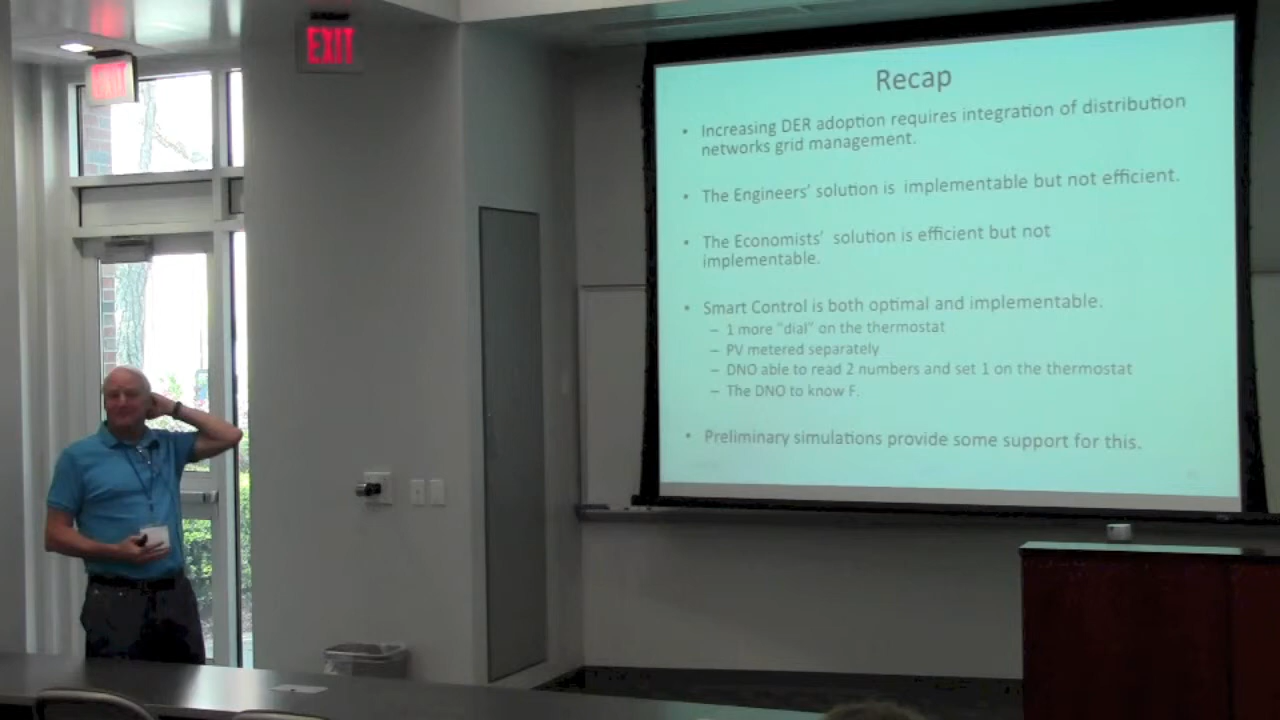 EXIT
Recap
• Increasing DER adoption requires integration of distribution
networks grid management.
• The Engineers' solution is implementable but not efficient.
• The Economists' solution is efficient but not
implementable.
• Smart Control is both optimal and implementable.
– 1 more "dial" on the thermostat
– PV metered separately
– DNO able to read 2 numbers and set 1 on the thermostat
– The DNO to know F.
• Preliminary simulations provide some support for this.